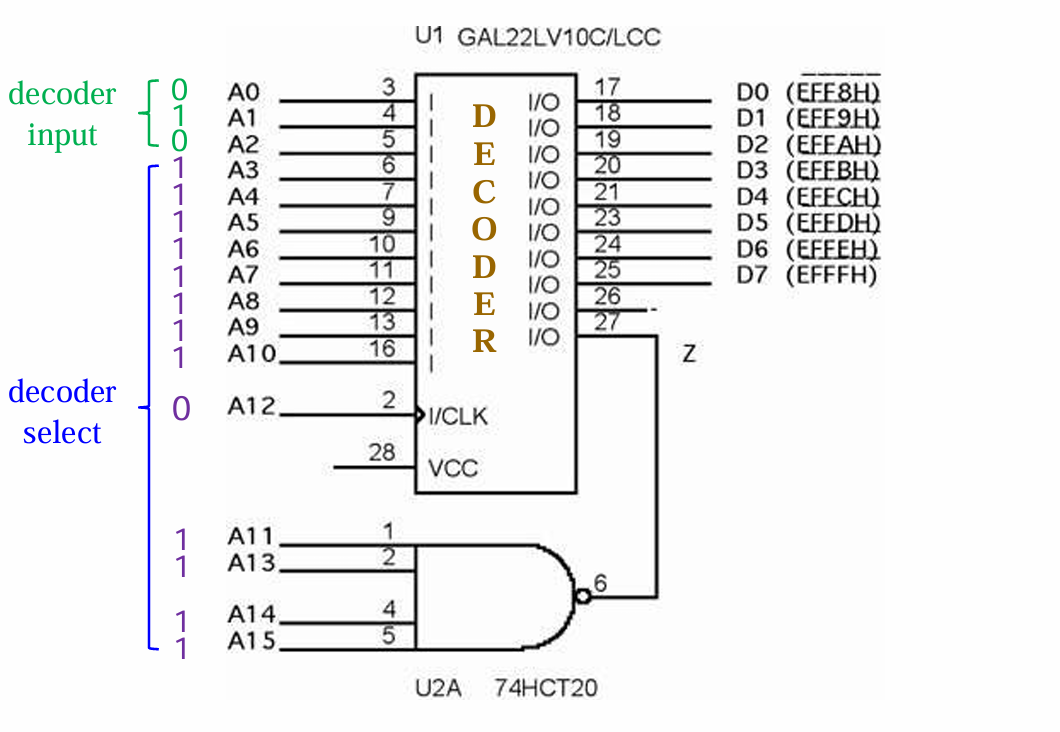 U1 GAL22LV10C/LCC
decoder
input
0
1
0
A0 3 I I/O 17 D0 (EFF8H)
A1 4 I I/O 18 D1 (EFF9H)
A2 5 I I/O 19 D2 (EFFAH)
1 A3 6 I I/O 20 D3 (EFFBH)
1 A4 7 I I/O 21 D4 (EFFCH)
1 A5 9 I I/O 23 D5 (EFFDH)
1 A6 10 I I/O 24 D6 (EFFEH)
1 A7 11 I I/O 25 D7 (EFFFH)
1 A8 12 I I/O 26 -
1 A9 13 I I/O 27
1 A10 16 I
Z
D
E
C
O
D
E
R
decoder
select
0 A12 2 I/CLK
28 VCC
1 A11 1
1 A13 2
6
1 A14 4
1 A15 5
U2A 74HCT20